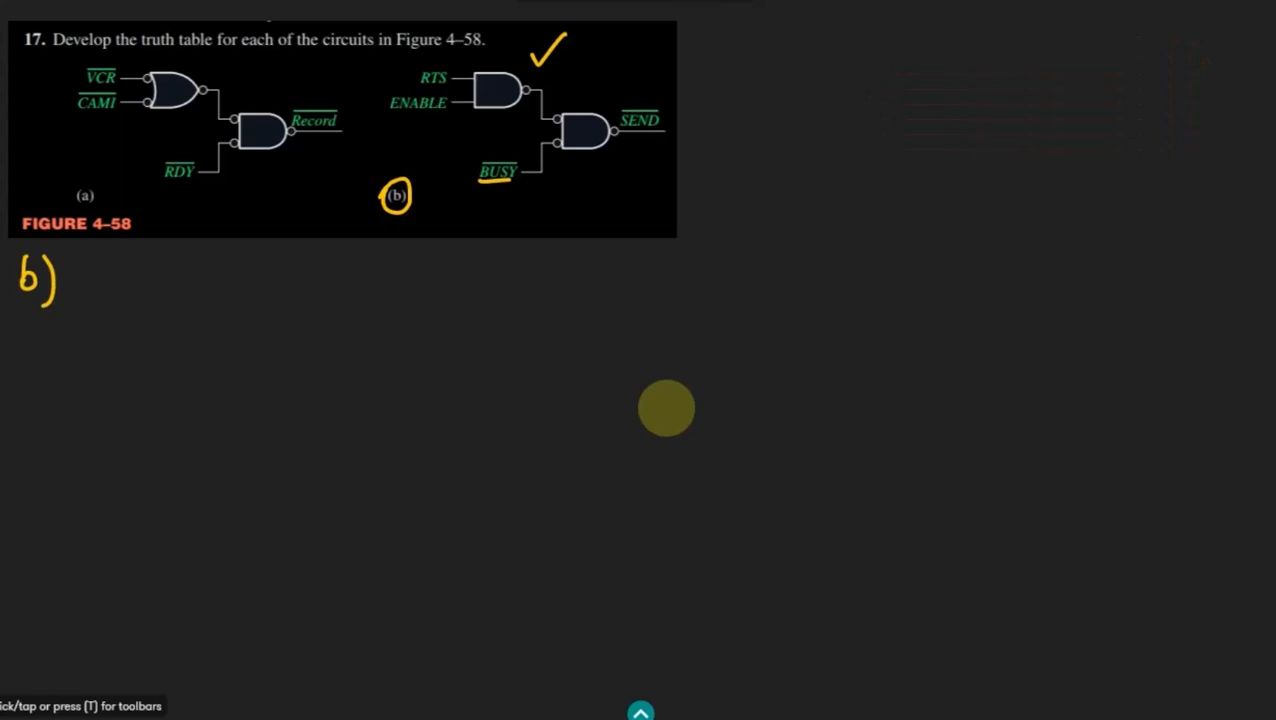 17. Develop the truth table for each of the circuits in Figure 4–58.
VCR
CAMI
Record
RDY
(a)
RTS
ENABLE
SEND
BUSY
(b)
FIGURE 4–58
b)
ick/tap or press (T) for toolbars